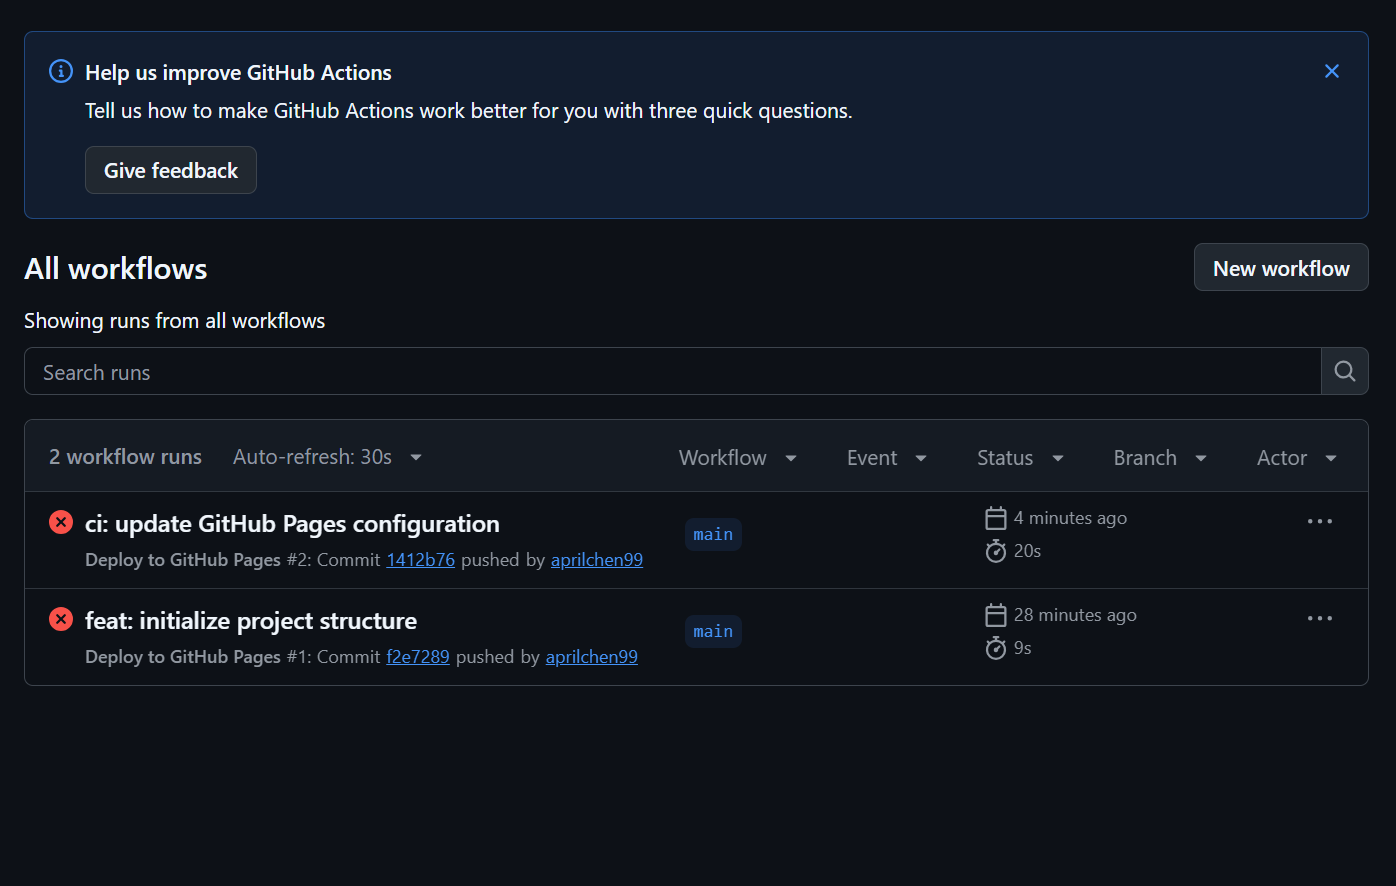 Help us improve GitHub Actions
Tell us how to make GitHub Actions work better for you with three quick questions.
Give feedback
All workflows
New workflow
Showing runs from all workflows
Search runs
2 workflow runs Auto-refresh: 30s Workflow Event Status Branch Actor
ci: update GitHub Pages configuration
Deploy to GitHub Pages #2: Commit 1412b76 pushed by aprilchen99
main
4 minutes ago
20s
feat: initialize project structure
Deploy to GitHub Pages #1: Commit f2e7289 pushed by aprilchen99
main
28 minutes ago
9s